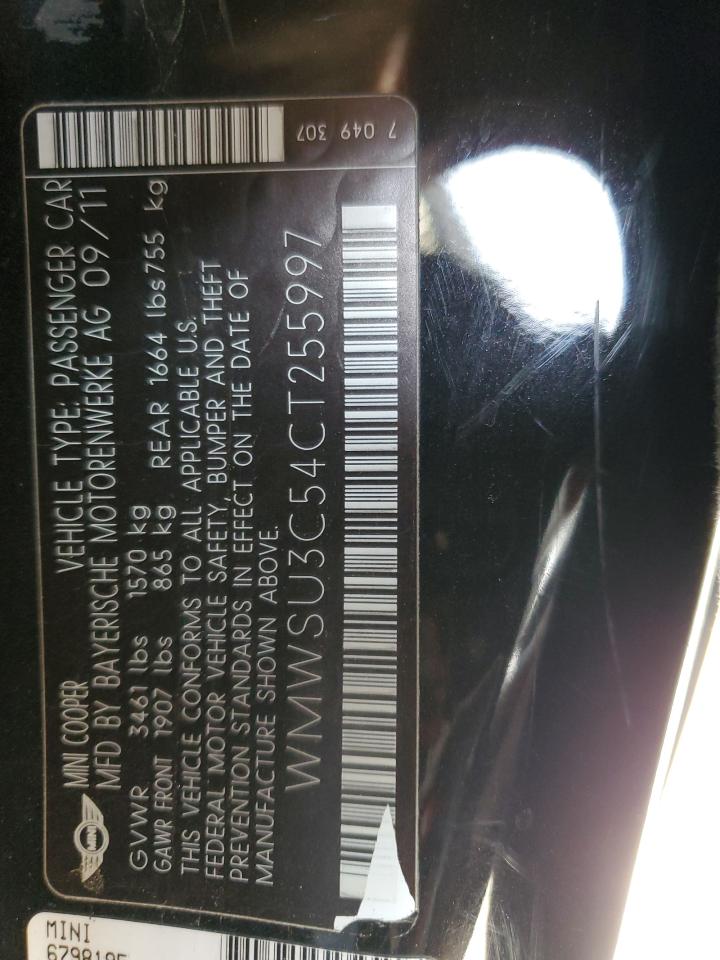 7 049 307
MINI COOPER VEHICLE TYPE: PASSENGER CAR
MFD BY BAYERISCHE MOTORENWERKE AG 09/11
GVWR 3461 lbs 1570 kg
GAWR FRONT 1907 lbs 865 kg REAR 1664 lbs 755 kg
THIS VEHICLE CONFORMS TO ALL APPLICABLE U.S.
FEDERAL MOTOR VEHICLE SAFETY, BUMPER AND THEFT
PREVENTION STANDARDS IN EFFECT ON THE DATE OF
MANUFACTURE SHOWN ABOVE.
WMWSU3C54CT255997
MINI
MINI